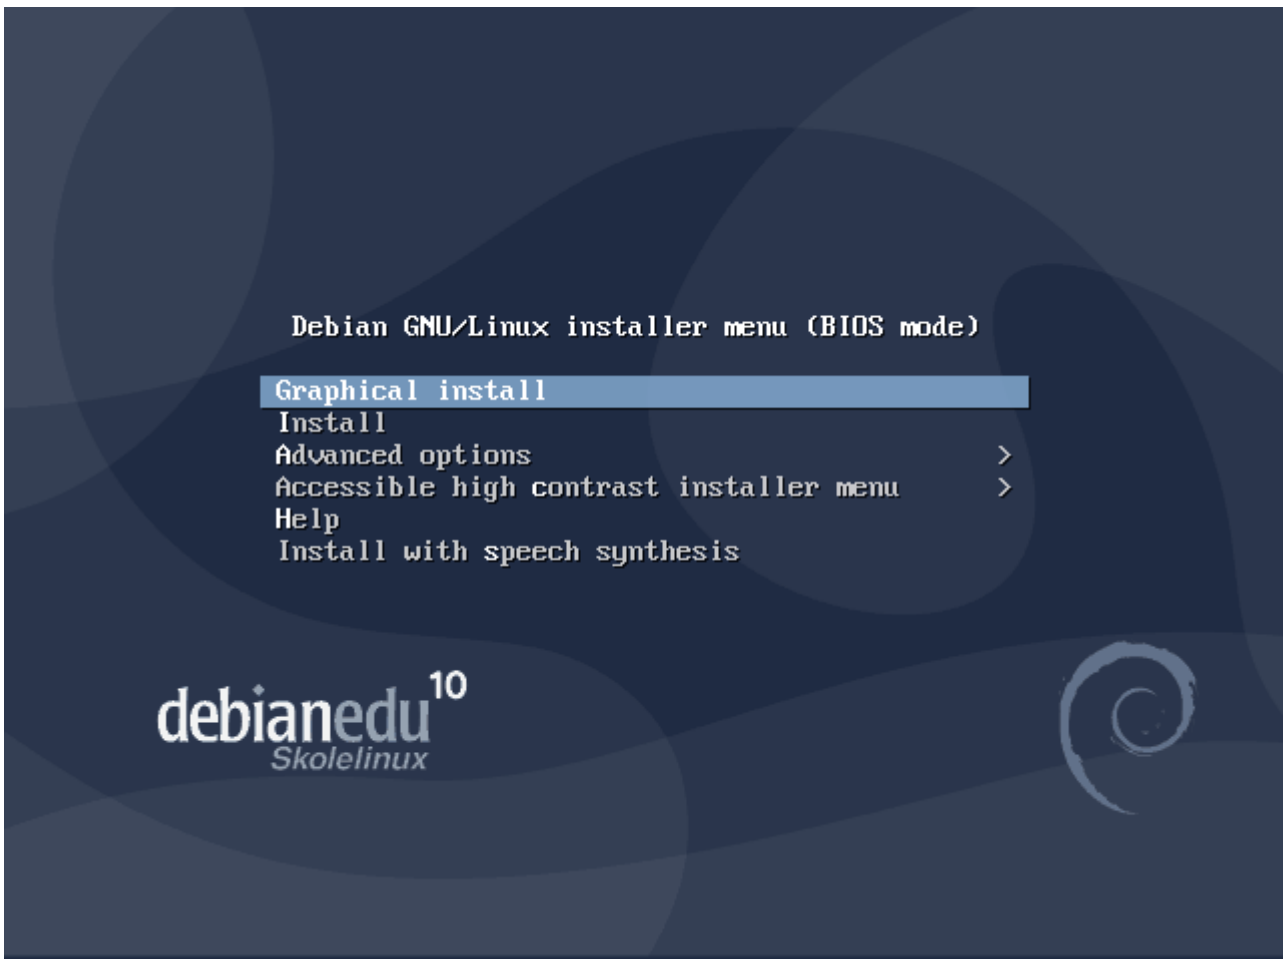 Debian GNU/Linux installer menu (BIOS mode)
Graphical install
Install
Advanced options >
Accessible high contrast installer menu >
Help
Install with speech synthesis
debianedu 10
Skolelinux